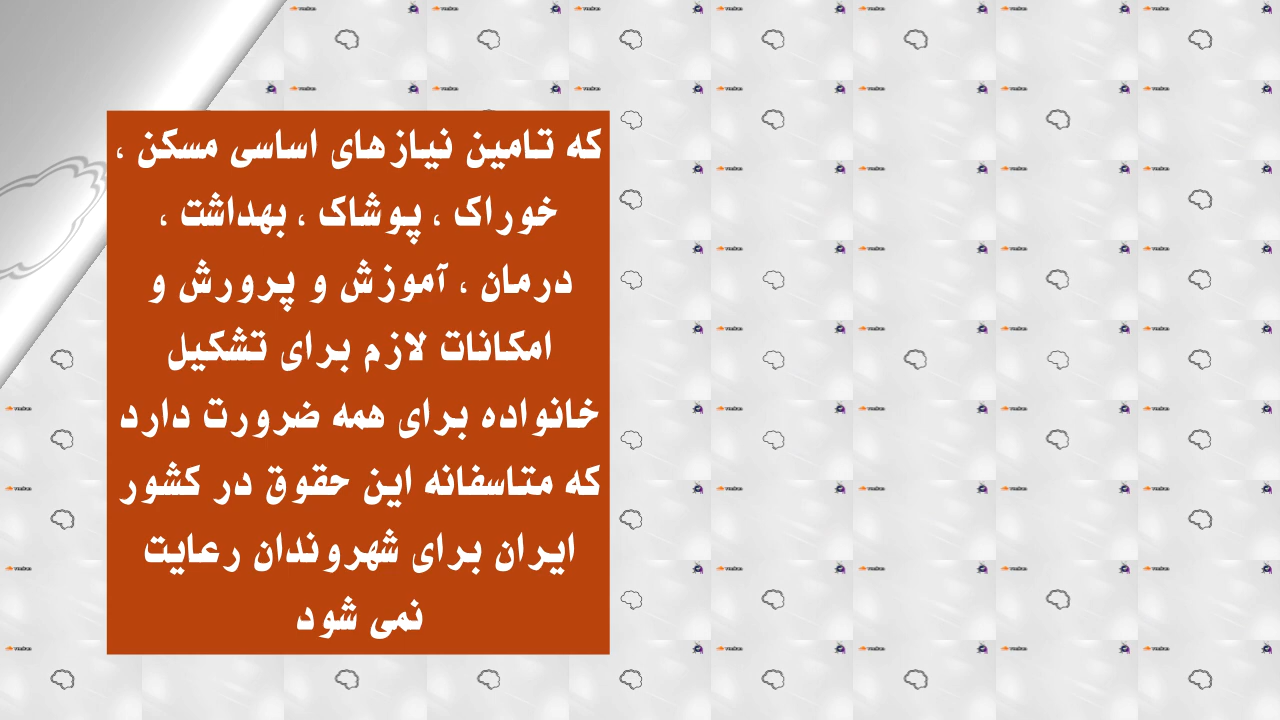 که تامین نیازهای اساسی مسکن ،
خوراک ، پوشاک ، بهداشت ،
درمان ، آموزش و پرورش و
امکانات لازم برای تشکیل
خانواده برای همه ضرورت دارد
که متاسفانه این حقوق در کشور
ایران برای شهروندان رعایت
نمی شود